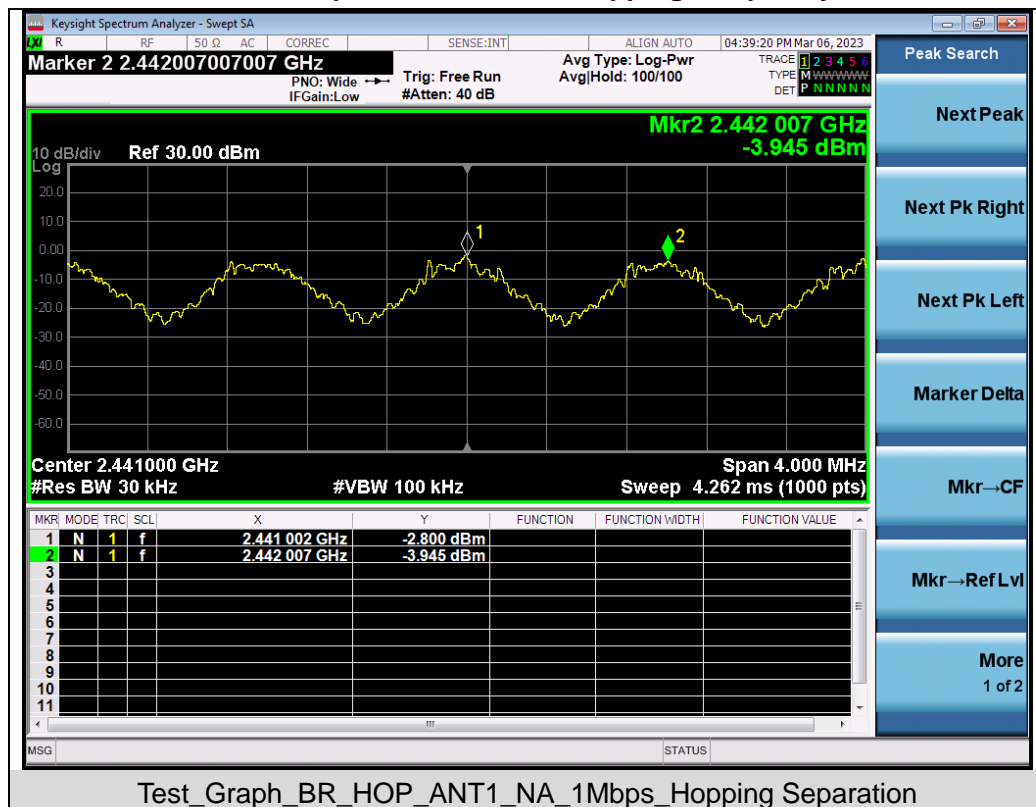 Keysight Spectrum Analyzer - Swept SA
LXI R RF 50 Ω AC CORREC SENSE:INT ALIGN AUTO 04:39:20 PM Mar 06, 2023
Marker 2 2.442007007007 GHz
PNO: Wide
IFGain:Low
Trig: Free Run
#Atten: 40 dB
Avg Type: Log-Pwr
Avg|Hold: 100/100
TRACE 1 2 3 4 5 6
TYPE M WWWWW
DET P N N N N N
Mkr2 2.442 007 GHz
-3.945 dBm
10 dB/div Ref 30.00 dBm
Log
20.0
10.0
0.00
-10.0
-20.0
-30.0
-40.0
-50.0
-60.0
1
2
Center 2.441000 GHz Span 4.000 MHz
#Res BW 30 kHz #VBW 100 kHz Sweep 4.262 ms (1000 pts)
MKR MODE TRC SCL X Y FUNCTION FUNCTION WIDTH FUNCTION VALUE
1 N 1 f 2.441 002 GHz -2.800 dBm
2 N 1 f 2.442 007 GHz -3.945 dBm
3
4
5
6
7
8
9
10
11
MSG STATUS
Peak Search
Next Peak
Next Pk Right
Next Pk Left
Marker Delta
Mkr→CF
Mkr→Ref Lvl
More
1 of 2
Test_Graph_BR_HOP_ANT1_NA_1Mbps_Hopping Separation